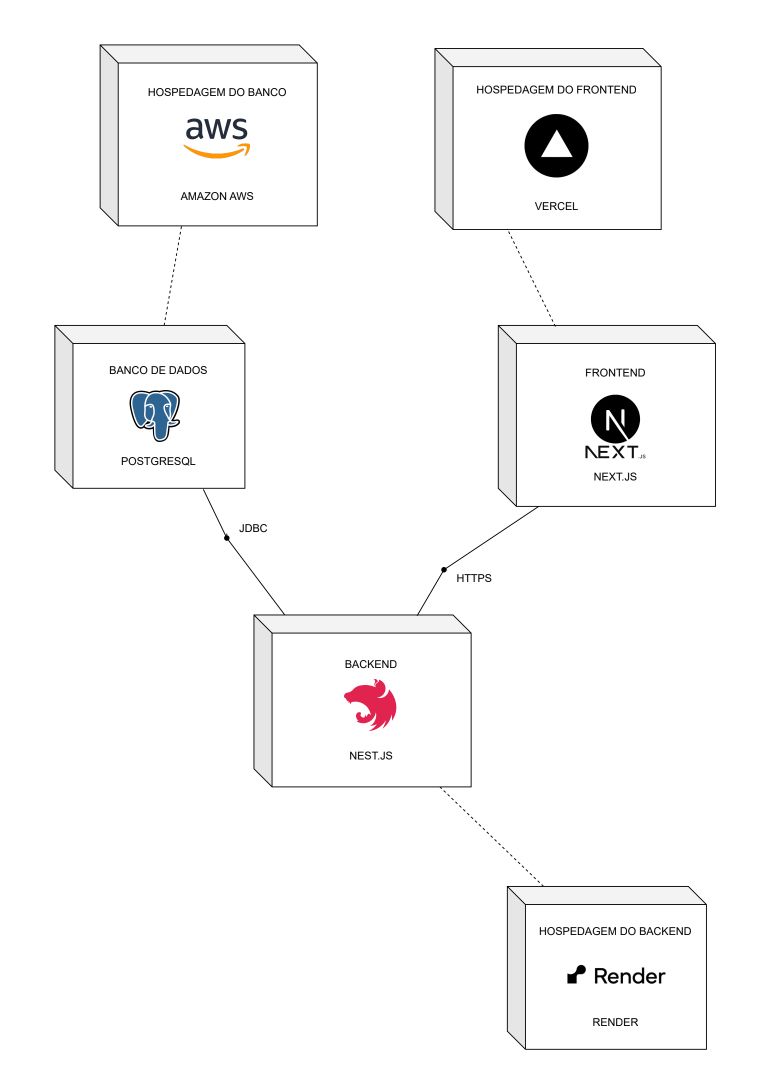 HOSPEDAGEM DO BANCO
aws
AMAZON AWS
HOSPEDAGEM DO FRONTEND
VERCEL
BANCO DE DADOS
POSTGRESQL
FRONTEND
N
NEXT.JS
NEXT.JS
JDBC
HTTPS
BACKEND
NEST.JS
HOSPEDAGEM DO BACKEND
Render
RENDER